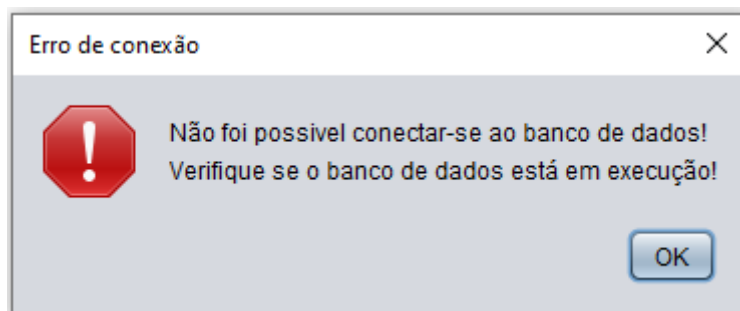 Erro de conexão
Não foi possivel conectar-se ao banco de dados!
Verifique se o banco de dados está em execução!
OK